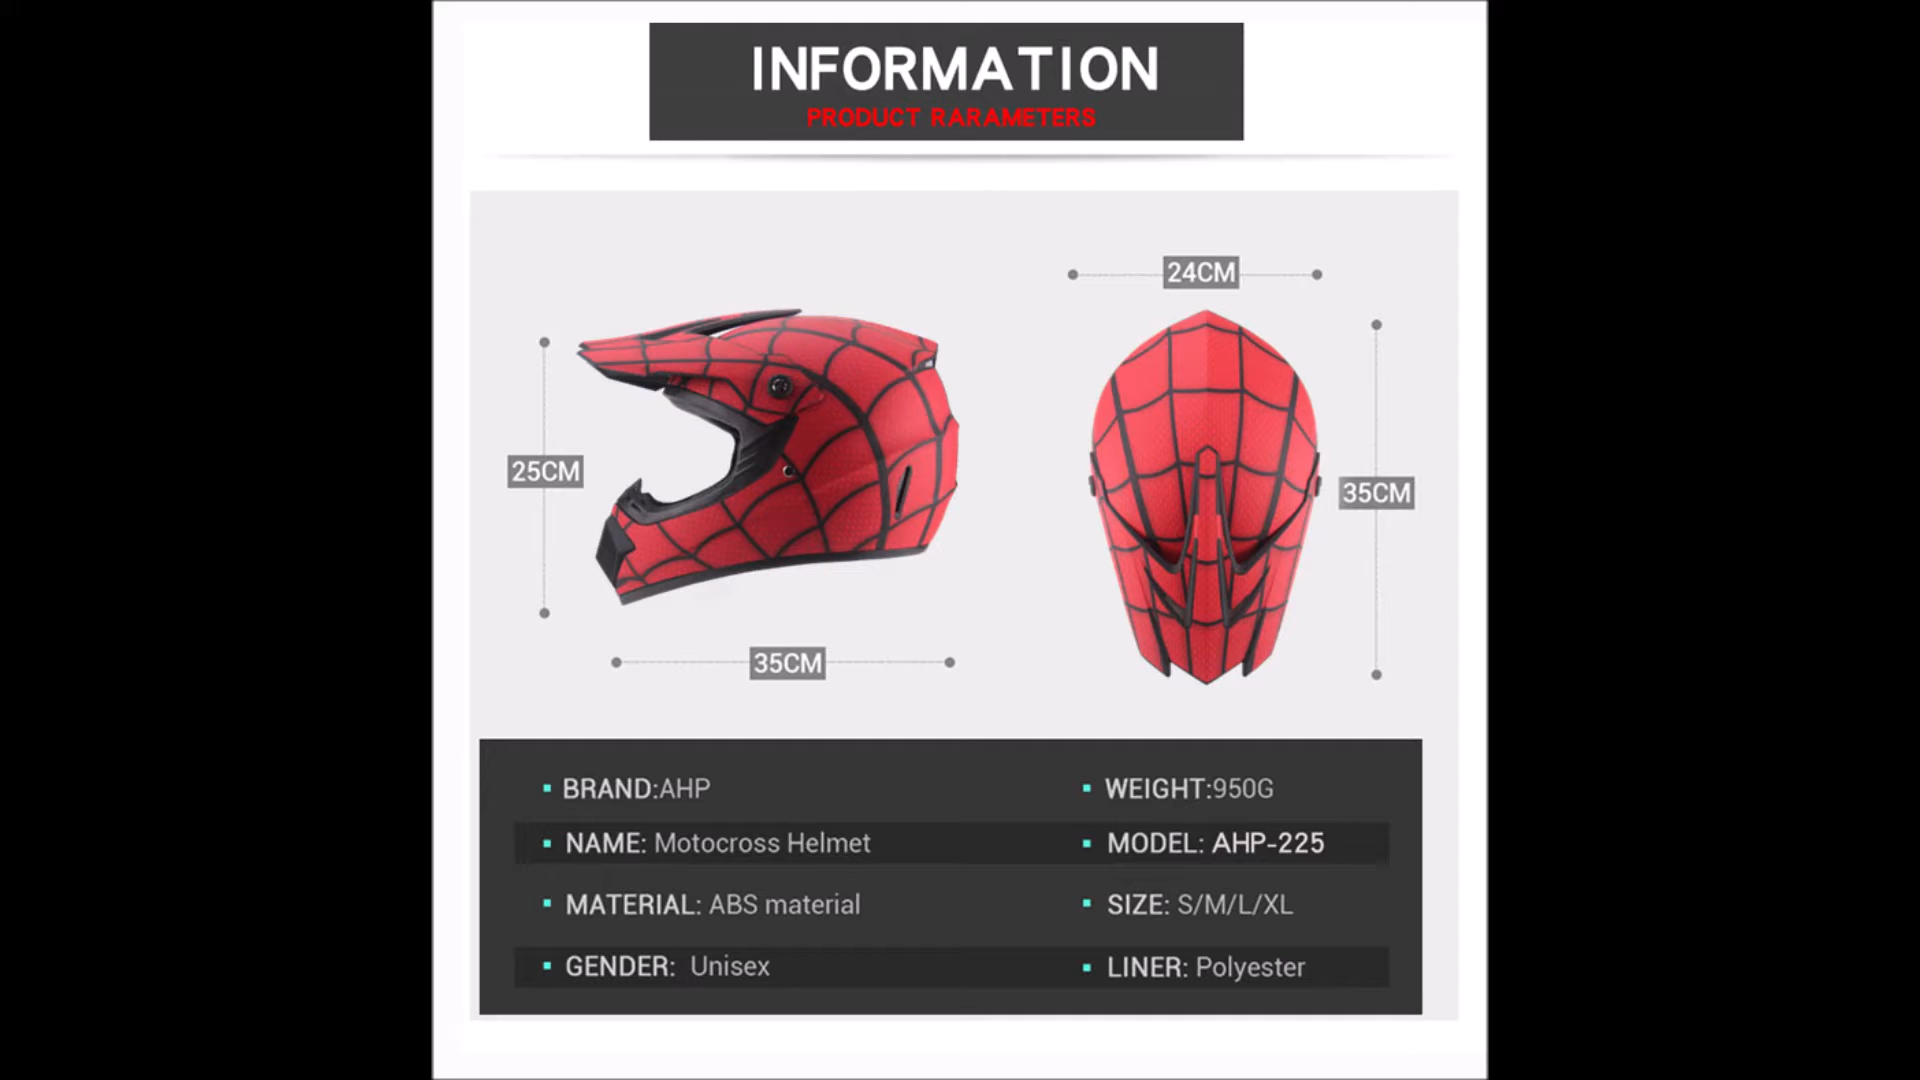 INFORMATION
PRODUCT RARAMETERS
24CM
25CM
35CM
35CM
BRAND:AHP
WEIGHT:950G
NAME: Motocross Helmet
MODEL: AHP-225
MATERIAL: ABS material
SIZE: S/M/L/XL
GENDER: Unisex
LINER: Polyester